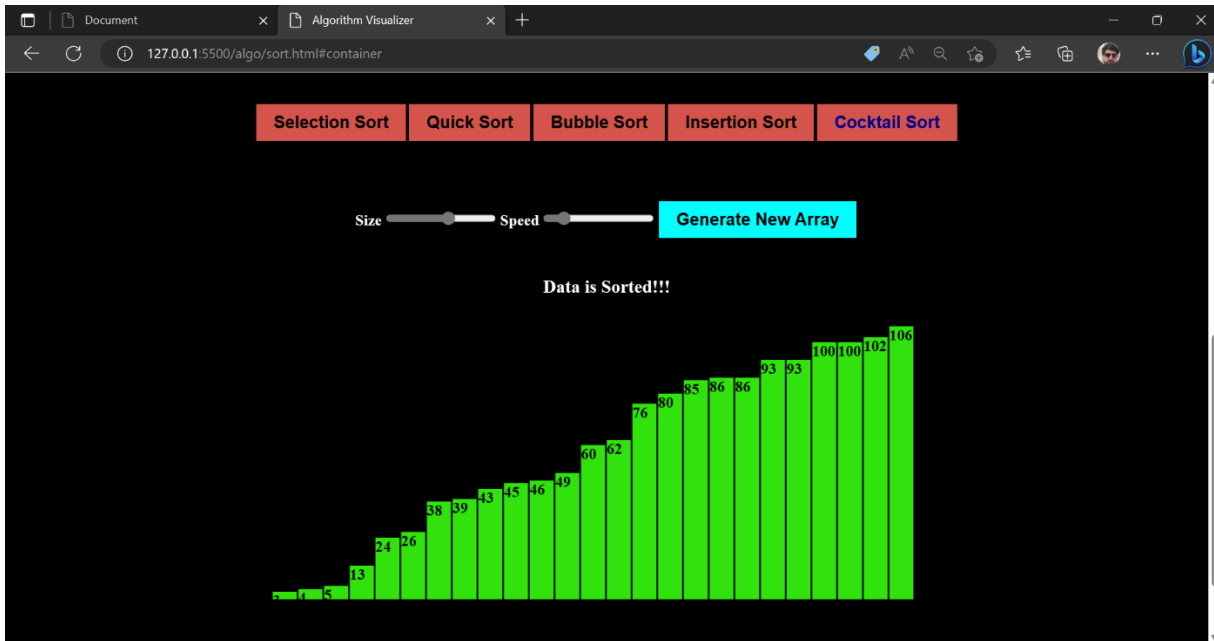 Document
Algorithm Visualizer
127.0.0.1:5500/algo/sort.html#container
Selection Sort Quick Sort Bubble Sort Insertion Sort Cocktail Sort
Size Speed Generate New Array
Data is Sorted!!!
4 5 13 24 26 38 39 43 45 46 49 60 62 76 80 85 86 86 93 93 100 100 102 106